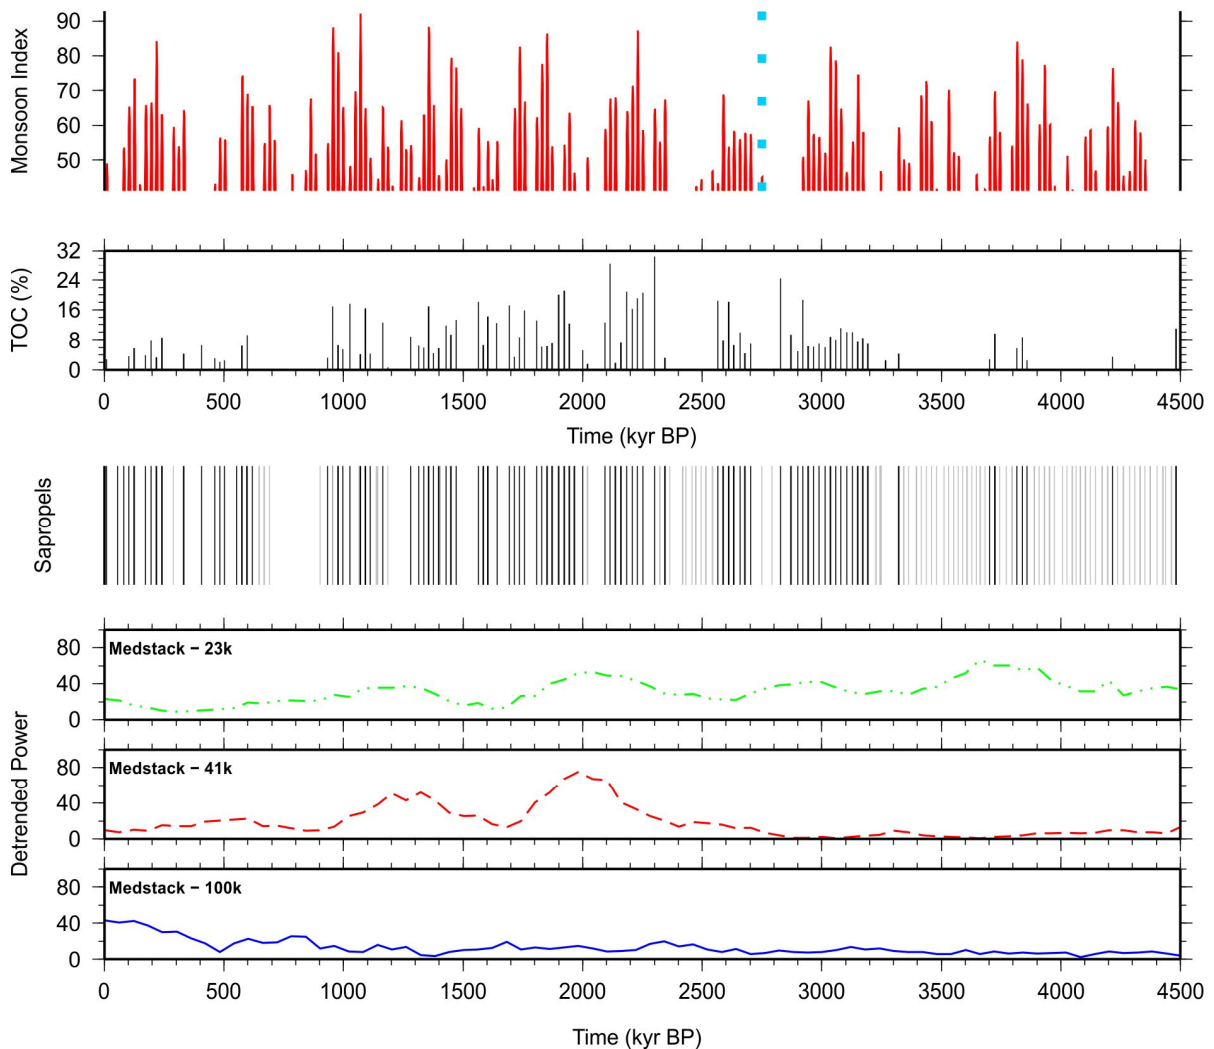 Monsoon Index
90
80
70
60
50
TOC (%)
32
24
16
8
0
0 500 1000 1500 2000 2500 3000 3500 4000 4500
Time (kyr BP)
Sapropels
Detrended Power
Medstack − 23k
80
40
0
Medstack − 41k
80
40
0
Medstack − 100k
80
40
0
0 500 1000 1500 2000 2500 3000 3500 4000 4500
Time (kyr BP)